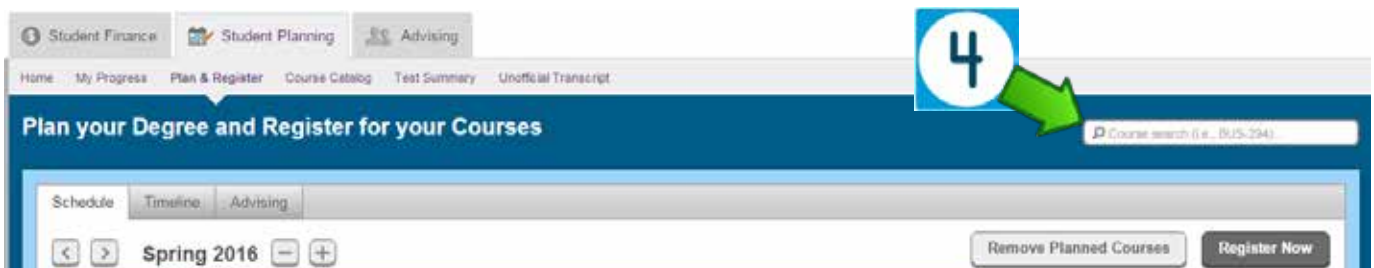 Student Finance Student Planning Advising
4
Home My Progress Plan & Register Course Catalog Test Summary Unofficial Transcript
Plan your Degree and Register for your Courses
Course search (i.e., BUS-294)
Schedule Timeline Advising
< > Spring 2016 − + Remove Planned Courses Register Now